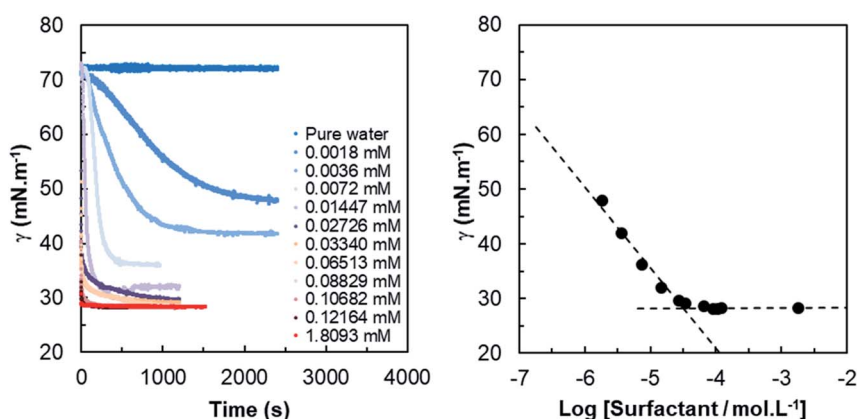 80
70
60
50
40
30
20
γ (mN.m-1)
0
1000
2000
3000
4000
Time (s)
Pure water
0.0018 mM
0.0036 mM
0.0072 mM
0.01447 mM
0.02726 mM
0.03340 mM
0.06513 mM
0.08829 mM
0.10682 mM
0.12164 mM
1.8093 mM
80
70
60
50
40
30
20
γ (mN.m-1)
-7
-6
-5
-4
-3
-2
Log [Surfactant / mol.L-1]